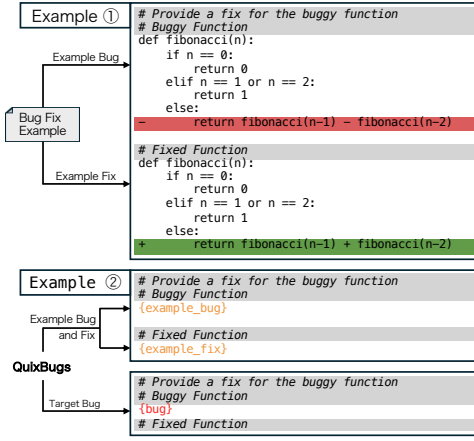 Example ①
# Provide a fix for the buggy function
# Buggy Function
def fibonacci(n):
    if n == 0:
        return 0
    elif n == 1 or n == 2:
        return 1
    else:
-       return fibonacci(n-1) - fibonacci(n-2)
Example Bug
Bug Fix
Example
Example Fix
# Fixed Function
def fibonacci(n):
    if n == 0:
        return 0
    elif n == 1 or n == 2:
        return 1
    else:
+       return fibonacci(n-1) + fibonacci(n-2)
Example ②
# Provide a fix for the buggy function
# Buggy Function
{example_bug}
Example Bug
and Fix
# Fixed Function
{example_fix}
QuixBugs
Target Bug
# Provide a fix for the buggy function
# Buggy Function
{bug}
# Fixed Function